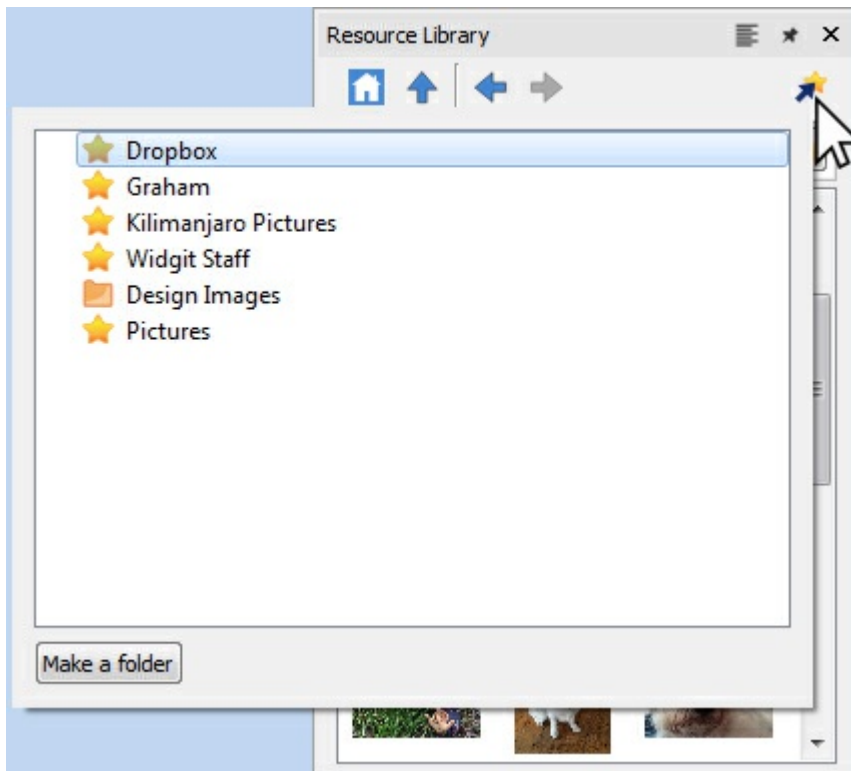 Resource Library
Dropbox
Graham
Kilimanjaro Pictures
Widgit Staff
Design Images
Pictures
Make a folder